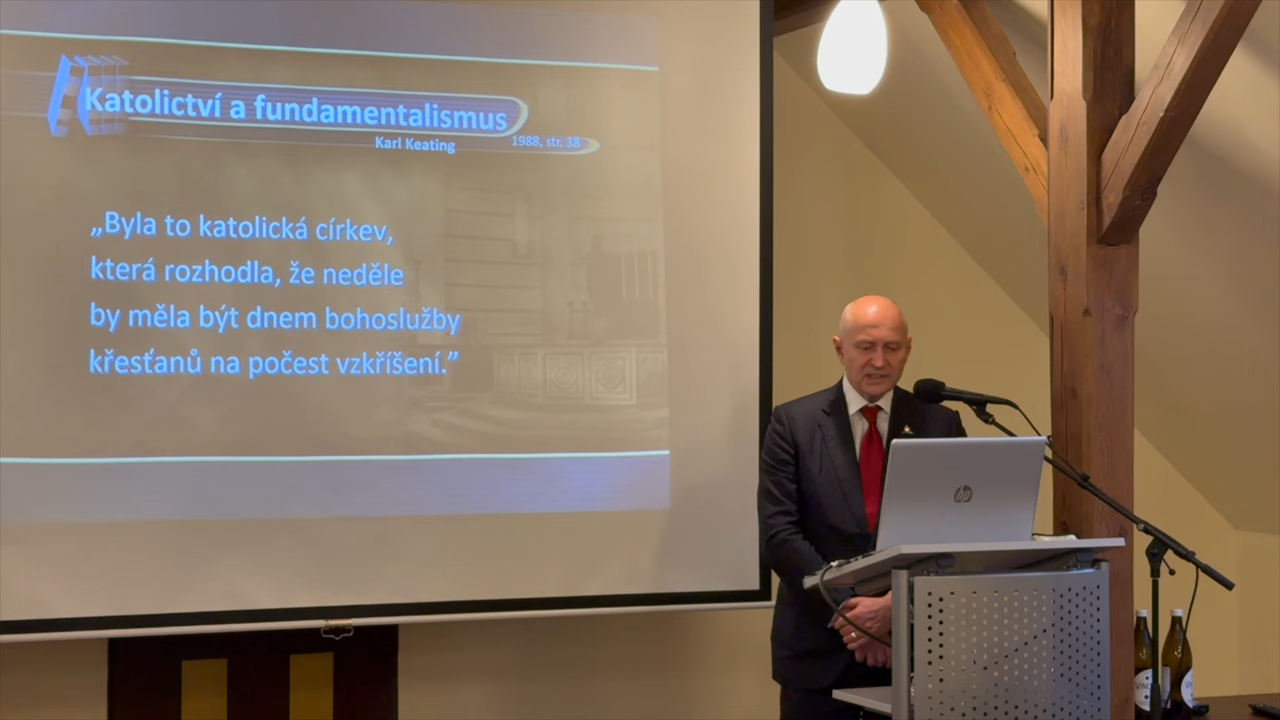 Katolictví a fundamentalismus
Karl Keating
1988, str. 38
„Byla to katolická církev,
která rozhodla, že neděle
by měla být dnem bohoslužby
křesťanů na počest vzkříšení.”
hp